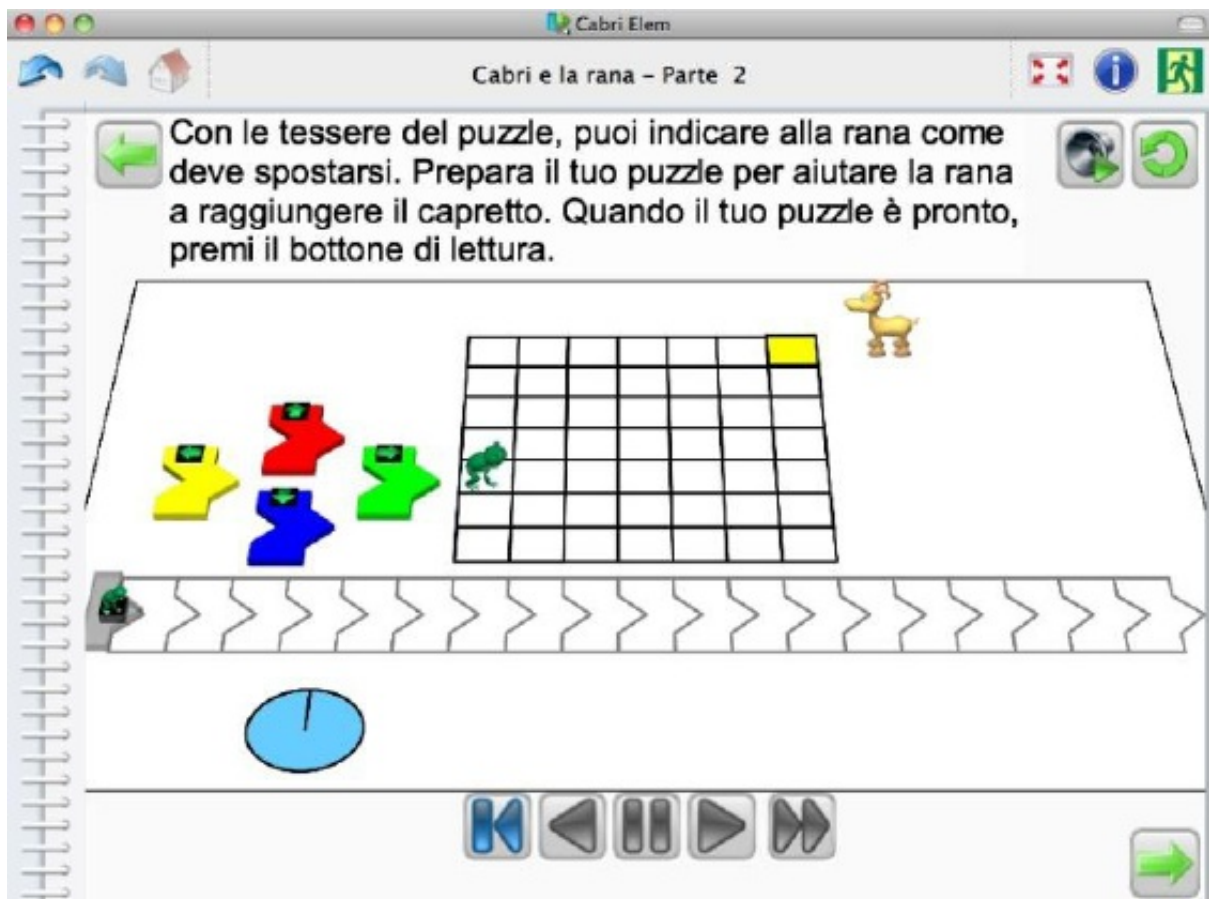 Cabri Elem
Cabri e la rana – Parte 2
Con le tessere del puzzle, puoi indicare alla rana come
deve spostarsi. Prepara il tuo puzzle per aiutare la rana
a raggiungere il capretto. Quando il tuo puzzle è pronto,
premi il bottone di lettura.